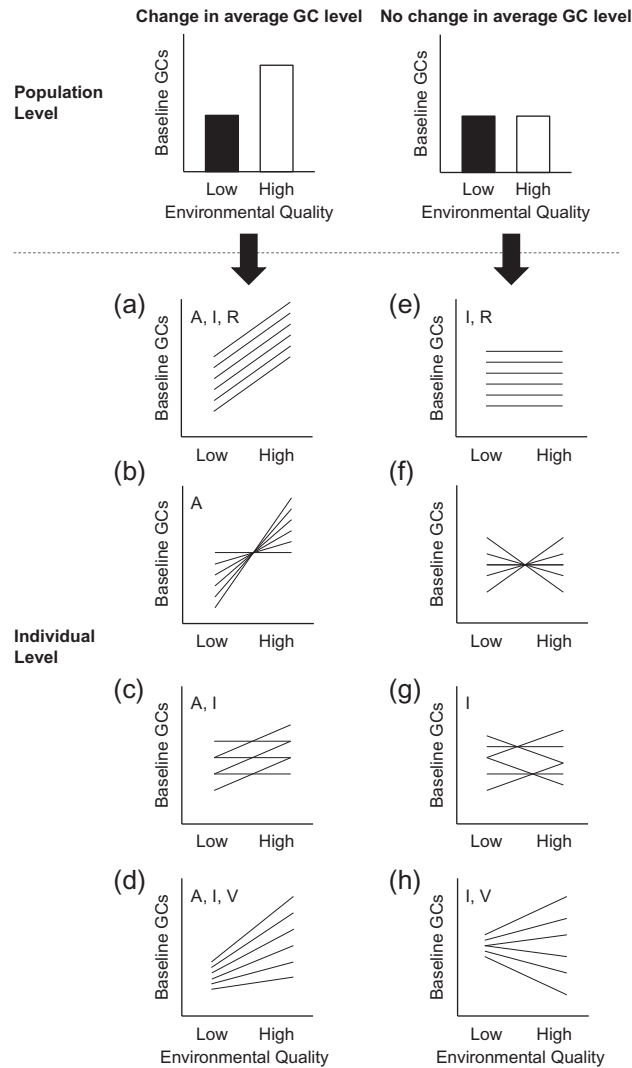 Change in average GC level
No change in average GC level
Population
Level
Baseline GCs
Low High
Environmental Quality
Baseline GCs
Low High
Environmental Quality
Individual
Level
(a)
A, I, R
Baseline GCs
Low High
(e)
I, R
Baseline GCs
Low High
(b)
A
Baseline GCs
Low High
(f)
Baseline GCs
Low High
(c)
A, I
Baseline GCs
Low High
(g)
I
Baseline GCs
Low High
(d)
A, I, V
Baseline GCs
Low High
Environmental Quality
(h)
I, V
Baseline GCs
Low High
Environmental Quality